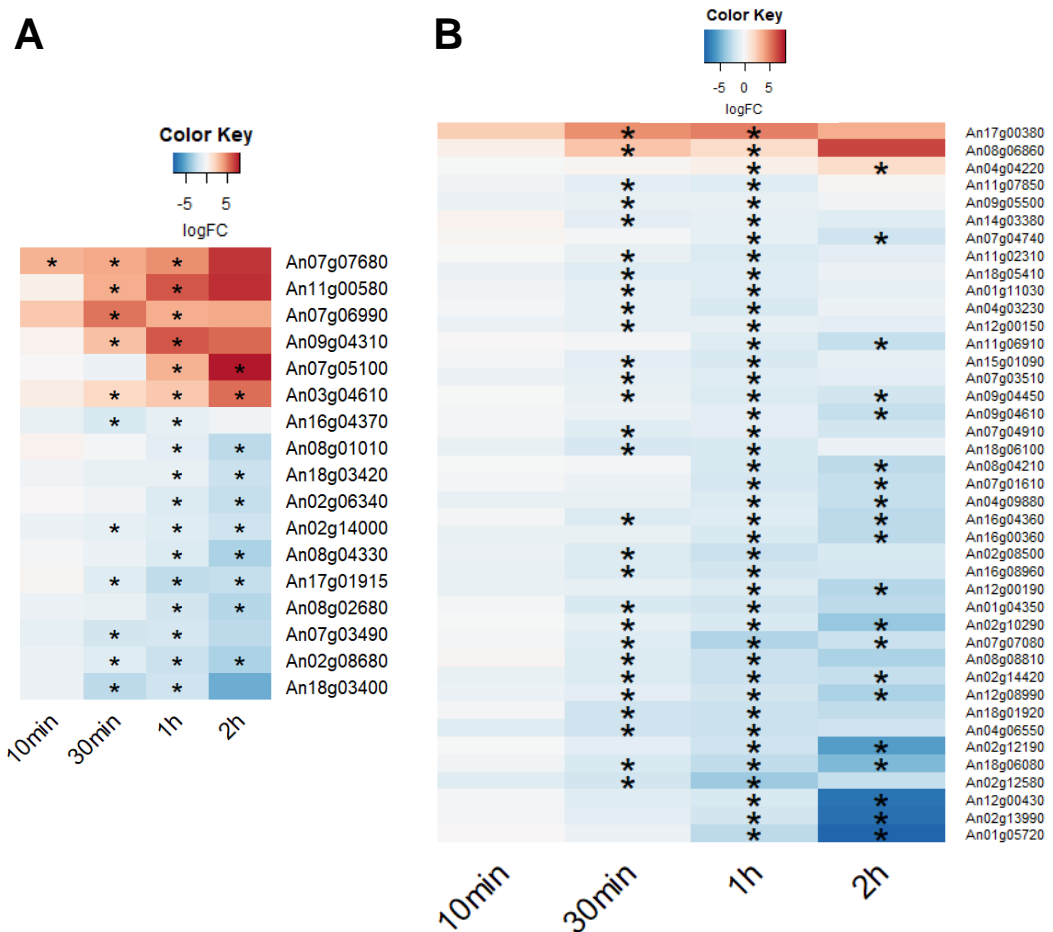 A
Color Key
-5 5
logFC
An07g07680
An11g00580
An07g06990
An09g04310
An07g05100
An03g04610
An16g04370
An08g01010
An18g03420
An02g06340
An02g14000
An08g04330
An17g01915
An08g02680
An07g03490
An02g08680
An18g03400
10min 30min 1h 2h
B
Color Key
-5 0 5
logFC
An17g00380
An08g06860
An04g04220
An11g07850
An09g05500
An14g03380
An07g04740
An11g02310
An18g05410
An01g11030
An04g03230
An12g00150
An11g06910
An15g01090
An07g03510
An09g04450
An09g04610
An07g04910
An18g06100
An08g04210
An07g01610
An04g09880
An16g04360
An16g00360
An02g08500
An16g08960
An12g00190
An01g04350
An02g10290
An07g07080
An08g08810
An02g14420
An12g08990
An18g01920
An04g06550
An02g12190
An18g06080
An02g12580
An12g00430
An02g13990
An01g05720
10min 30min 1h 2h